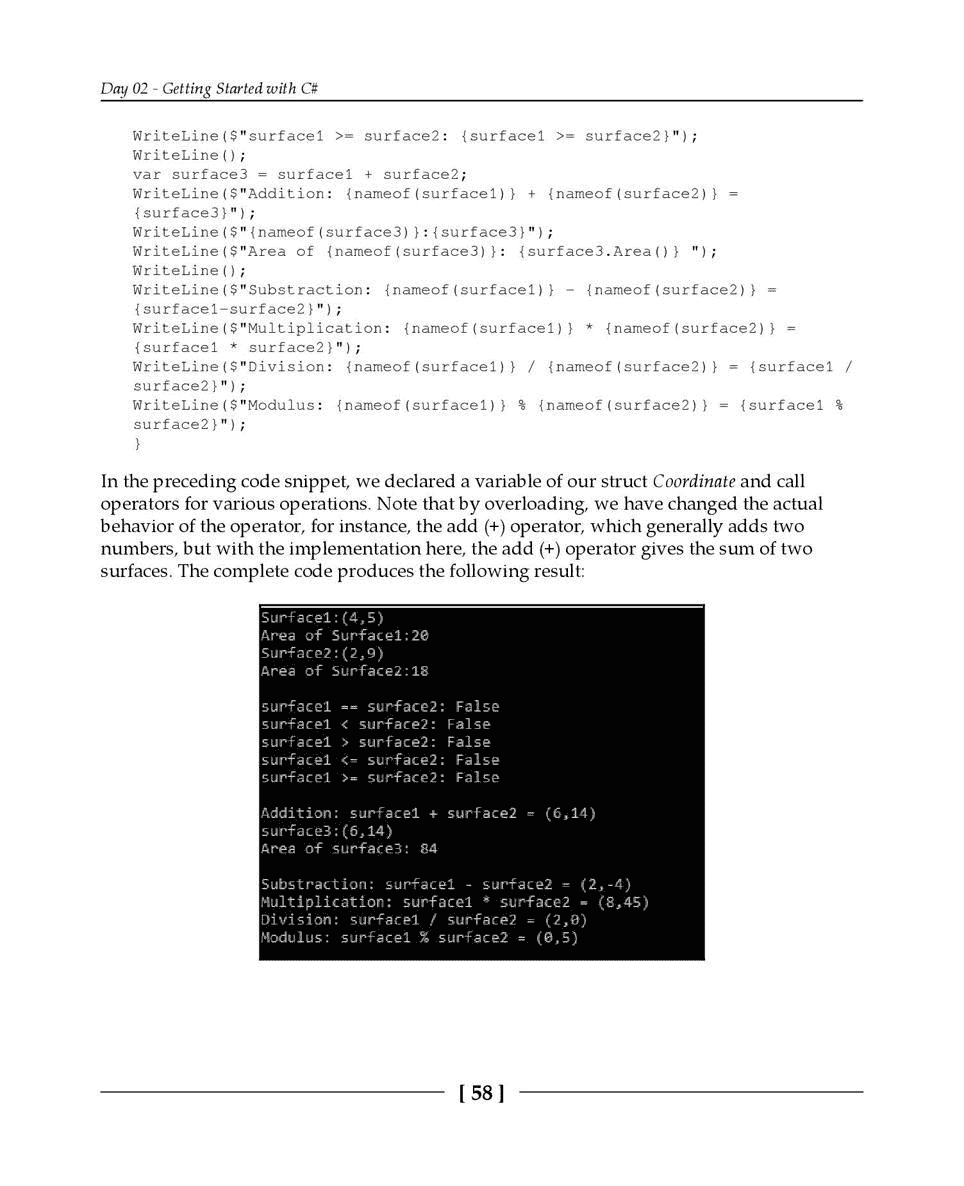 Day 02 - Getting Started with C#
WriteLine($"surface1 >= surface2: {surface1 >= surface2}");
WriteLine();
var surface3 = surface1 + surface2;
WriteLine($"Addition: {nameof(surface1)} + {nameof(surface2)} =
{surface3}");
WriteLine($"{nameof(surface3)}:{surface3}");
WriteLine($"Area of {nameof(surface3)}: {surface3.Area()} ");
WriteLine();
WriteLine($"Substraction: {nameof(surface1)} - {nameof(surface2)} =
{surface1-surface2}");
WriteLine($"Multiplication: {nameof(surface1)} * {nameof(surface2)} =
{surface1 * surface2}");
WriteLine($"Division: {nameof(surface1)} / {nameof(surface2)} = {surface1 /
surface2}");
WriteLine($"Modulus: {nameof(surface1)} % {nameof(surface2)} = {surface1 %
surface2}");
}
In the preceding code snippet, we declared a variable of our struct Coordinate and call
operators for various operations. Note that by overloading, we have changed the actual
behavior of the operator, for instance, the add (+) operator, which generally adds two
numbers, but with the implementation here, the add (+) operator gives the sum of two
surfaces. The complete code produces the following result:
Surface1:(4,5)
Area of Surface1:20
Surface2:(2,9)
Area of Surface2:18
surface1 == surface2: False
surface1 < surface2: False
surface1 > surface2: False
surface1 <= surface2: False
surface1 >= surface2: False
Addition: surface1 + surface2 = (6,14)
surface3:(6,14)
Area of surface3: 84
Substraction: surface1 - surface2 = (2,-4)
Multiplication: surface1 * surface2 = (8,45)
Division: surface1 / surface2 = (2,0)
Modulus: surface1 % surface2 = (0,5)
[ 58 ]